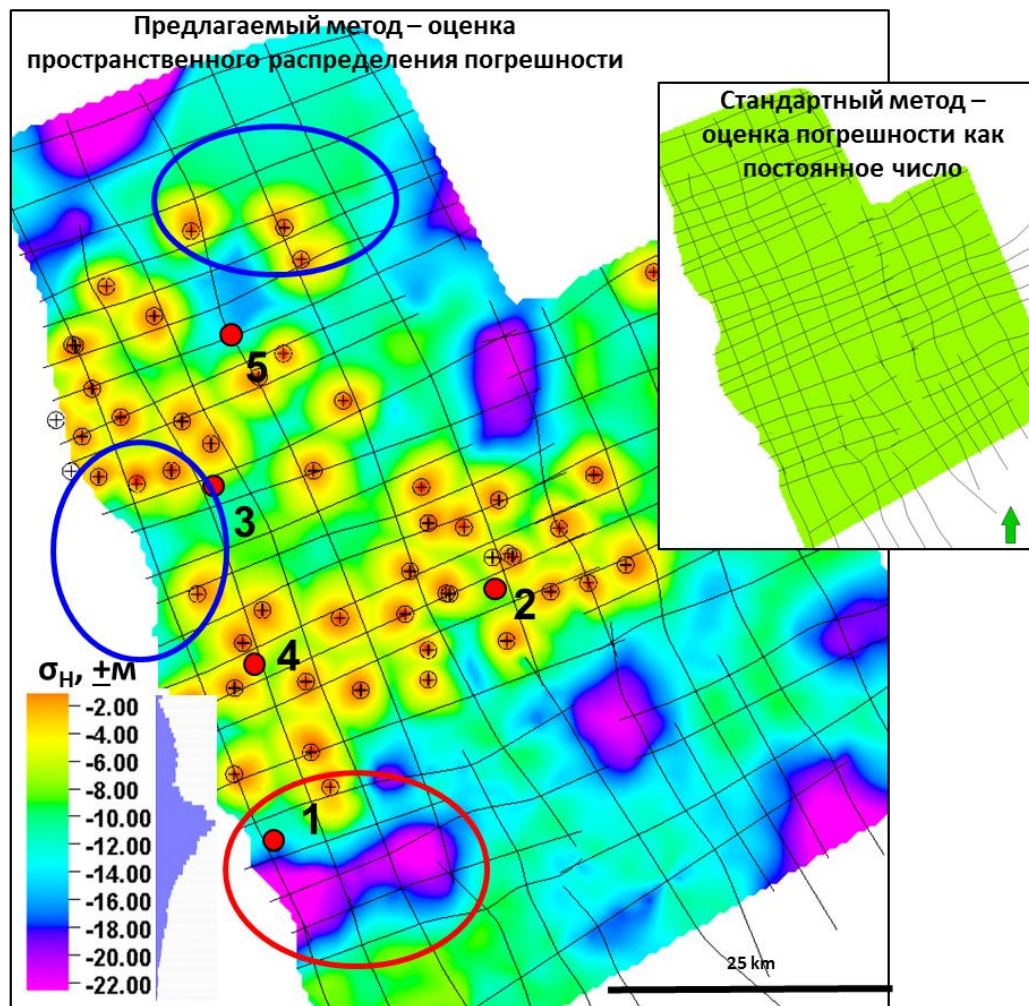 Предлагаемый метод – оценка
пространственного распределения погрешности
Стандартный метод –
оценка погрешности как
постоянное число
5
3
2
4
1
σH, ±м
-2.00
-4.00
-6.00
-8.00
-10.00
-12.00
-14.00
-16.00
-18.00
-20.00
-22.00
25 km